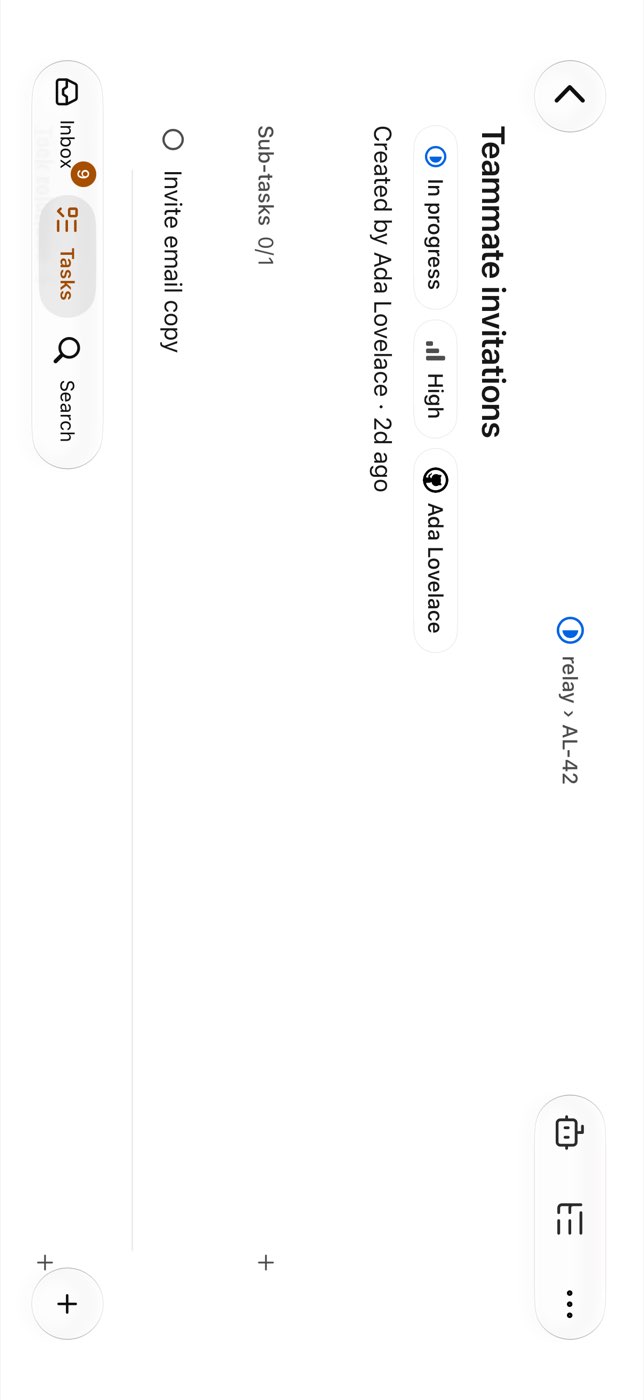 relay › AL-42
Teammate invitations
In progress
High
Ada Lovelace
Created by Ada Lovelace · 2d ago
Sub-tasks 0/1
Invite email copy
Inbox 9
Tasks
Search